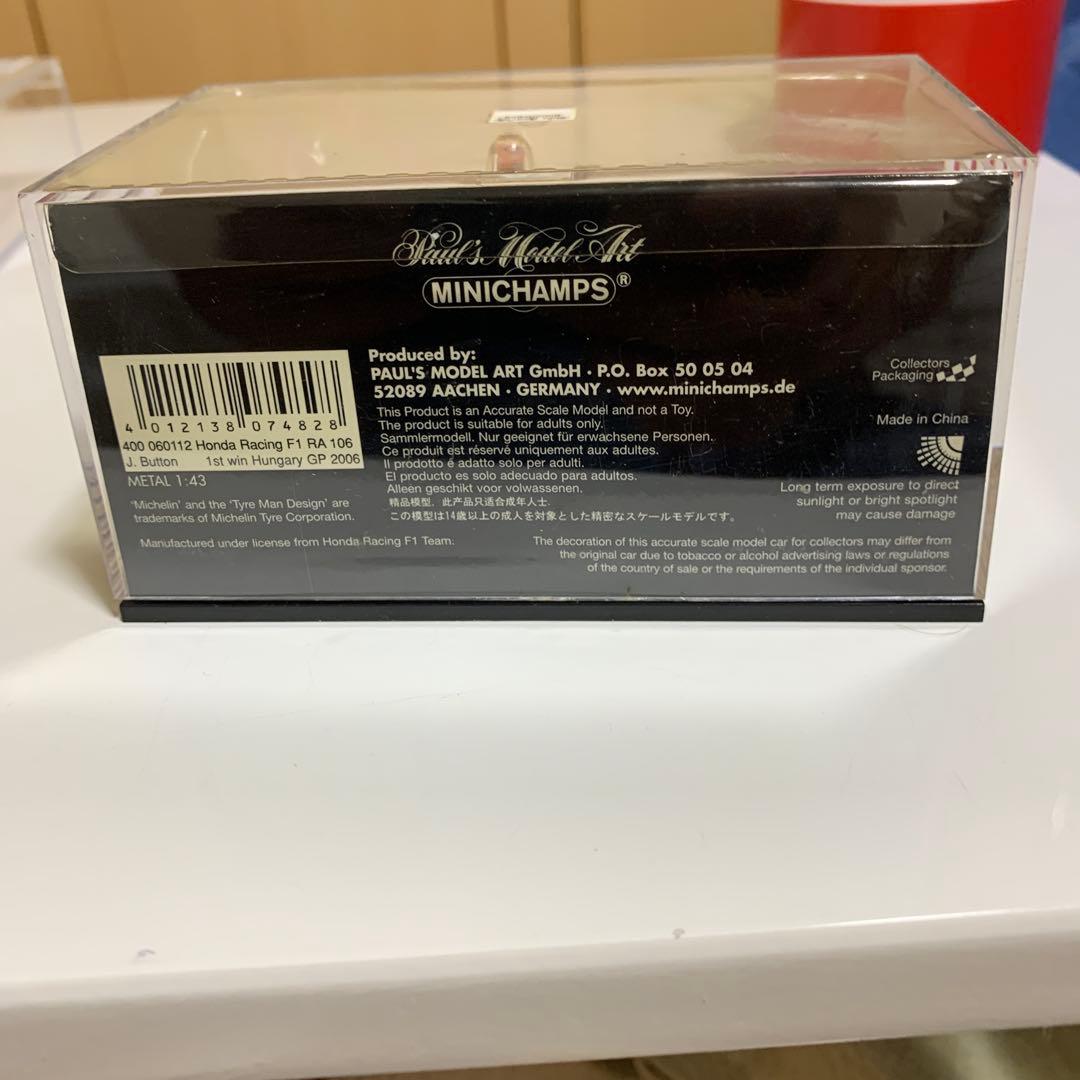 Paul's Model Art
MINICHAMPS®
4 012138 074828
400 060112 Honda Racing F1 RA 106
J. Button 1st win Hungary GP 2006
METAL 1:43
'Michelin' and the 'Tyre Man Design' are
trademarks of Michelin Tyre Corporation.
Manufactured under license from Honda Racing F1 Team.
Produced by:
PAUL'S MODEL ART GmbH · P.O. Box 50 05 04
52089 AACHEN · GERMANY · www.minichamps.de
This Product is an Accurate Scale Model and not a Toy.
The product is suitable for adults only.
Sammlermodell. Nur geeignet für erwachsene Personen.
Ce produit est réservé uniquement aux adultes.
Il prodotto é adatto solo per adulti.
El producto es solo adecuado para adultos.
Alleen geschikt voor volwassenen.
精品模型，此产品只适合成年人士
この模型は14歳以上の成人を対象とした精密なスケールモデルです。
Collectors
Packaging
Made in China
Long term exposure to direct
sunlight or bright spotlight
may cause damage
The decoration of this accurate scale model car for collectors may differ from
the original car due to tobacco or alcohol advertising laws or regulations
of the country of sale or the requirements of the individual sponsor.